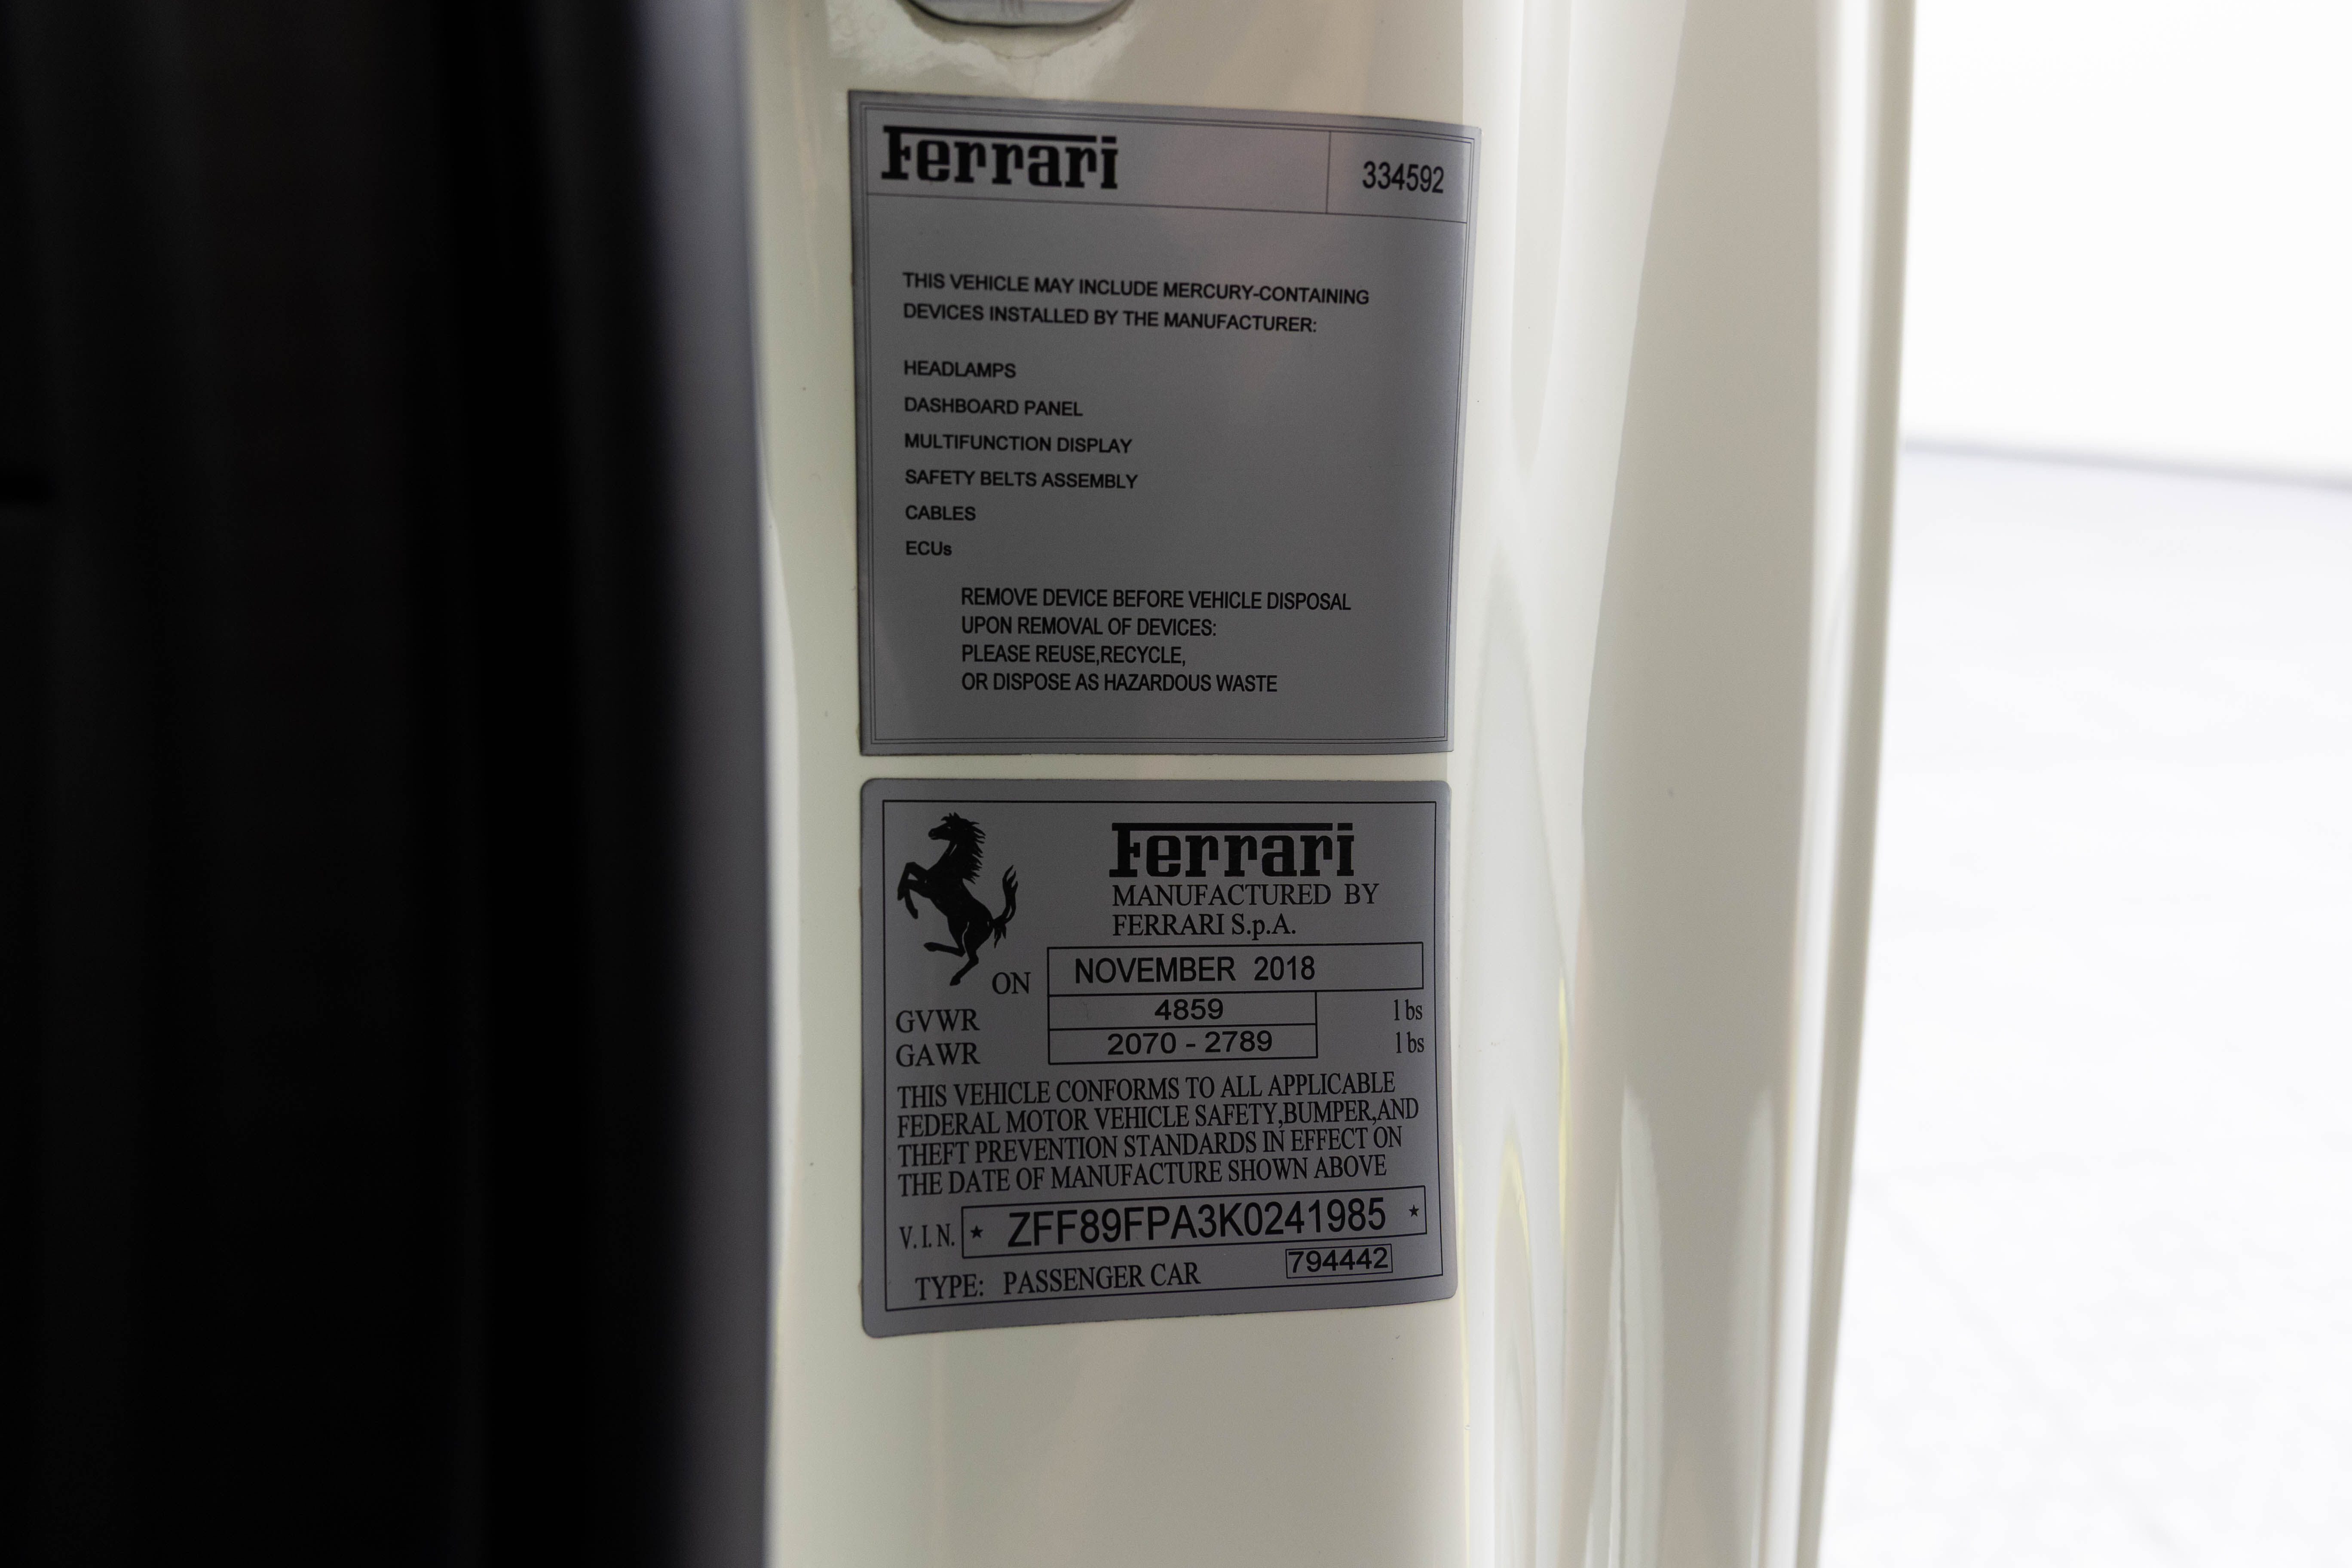 Ferrari 334592
THIS VEHICLE MAY INCLUDE MERCURY-CONTAINING
DEVICES INSTALLED BY THE MANUFACTURER:
HEADLAMPS
DASHBOARD PANEL
MULTIFUNCTION DISPLAY
SAFETY BELTS ASSEMBLY
CABLES
ECUs
REMOVE DEVICE BEFORE VEHICLE DISPOSAL
UPON REMOVAL OF DEVICES:
PLEASE REUSE,RECYCLE,
OR DISPOSE AS HAZARDOUS WASTE
Ferrari
MANUFACTURED BY
FERRARI S.p.A.
ON NOVEMBER 2018
GVWR 4859 lbs
GAWR 2070 - 2789 lbs
THIS VEHICLE CONFORMS TO ALL APPLICABLE
FEDERAL MOTOR VEHICLE SAFETY,BUMPER,AND
THEFT PREVENTION STANDARDS IN EFFECT ON
THE DATE OF MANUFACTURE SHOWN ABOVE
V.I.N. ★ ZFF89FPA3K0241985 ★
TYPE: PASSENGER CAR 794442